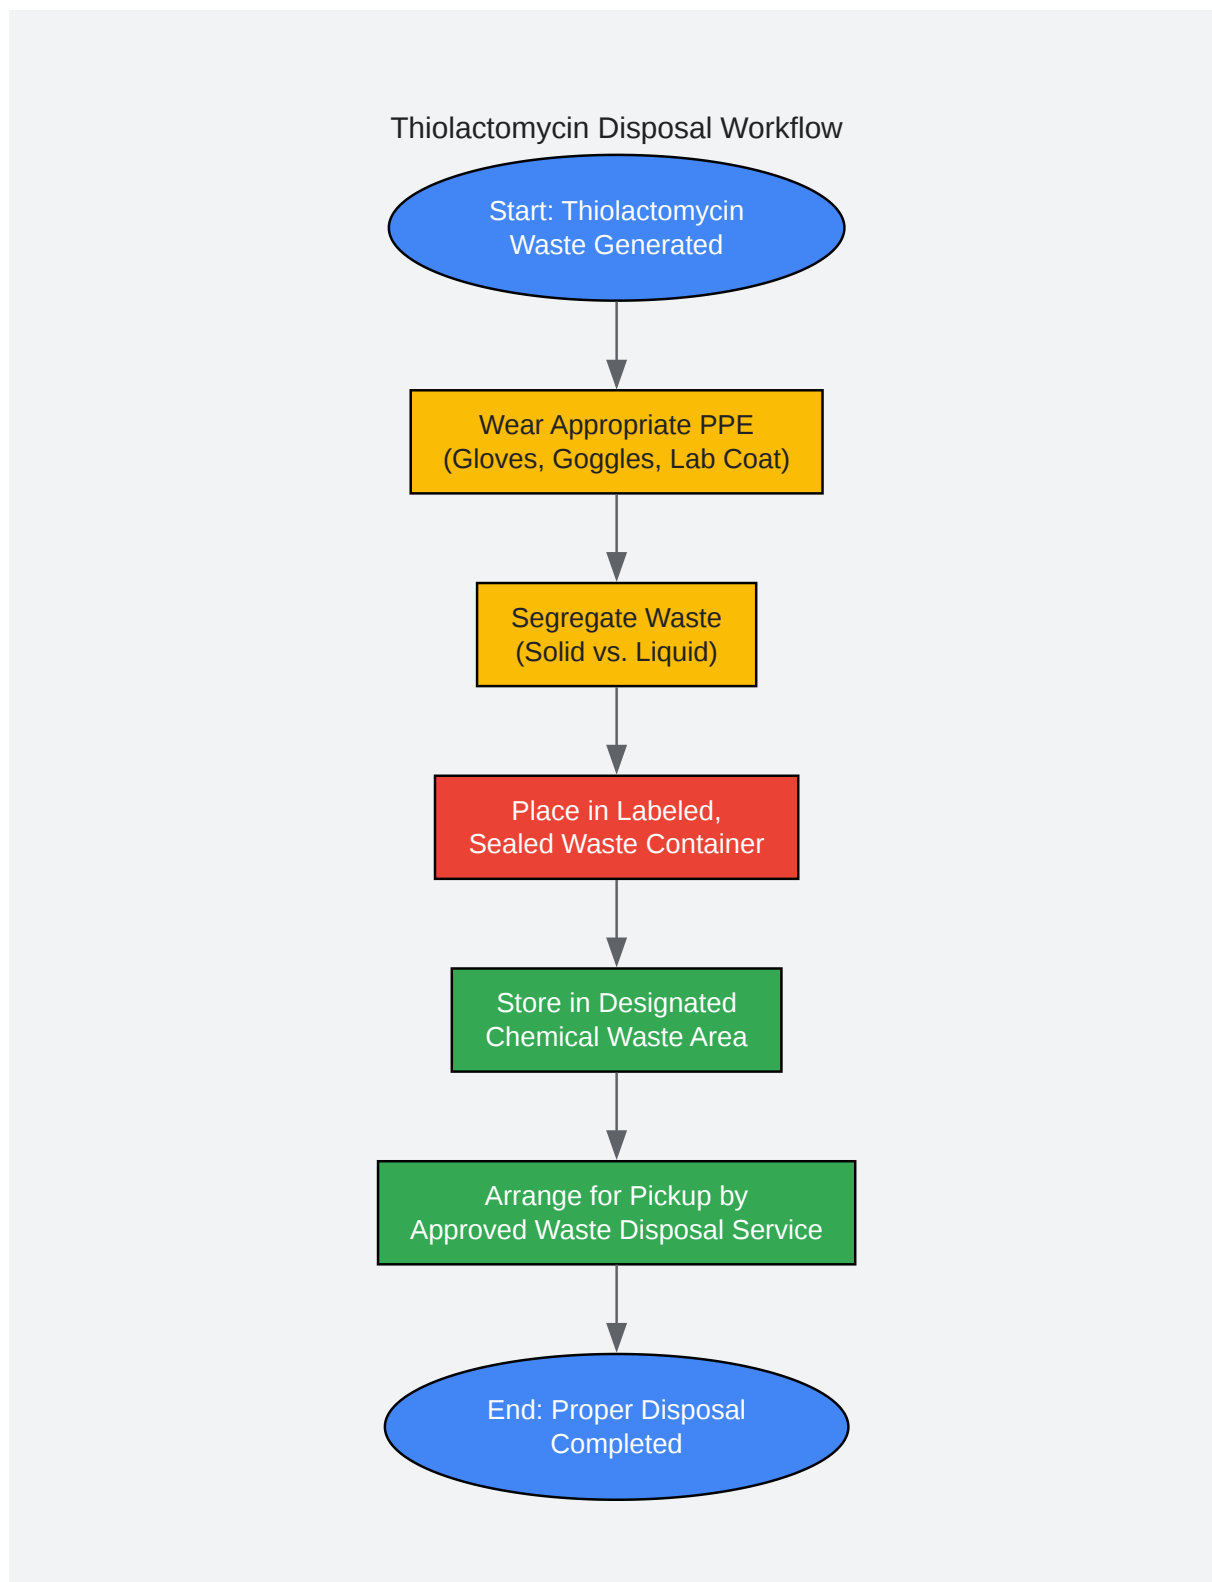 Thiolactomycin Disposal Workflow
Start: Thiolactomycin
Waste Generated
Wear Appropriate PPE
(Gloves, Goggles, Lab Coat)
Segregate Waste
(Solid vs. Liquid)
Place in Labeled,
Sealed Waste Container
Store in Designated
Chemical Waste Area
Arrange for Pickup by
Approved Waste Disposal Service
End: Proper Disposal
Completed